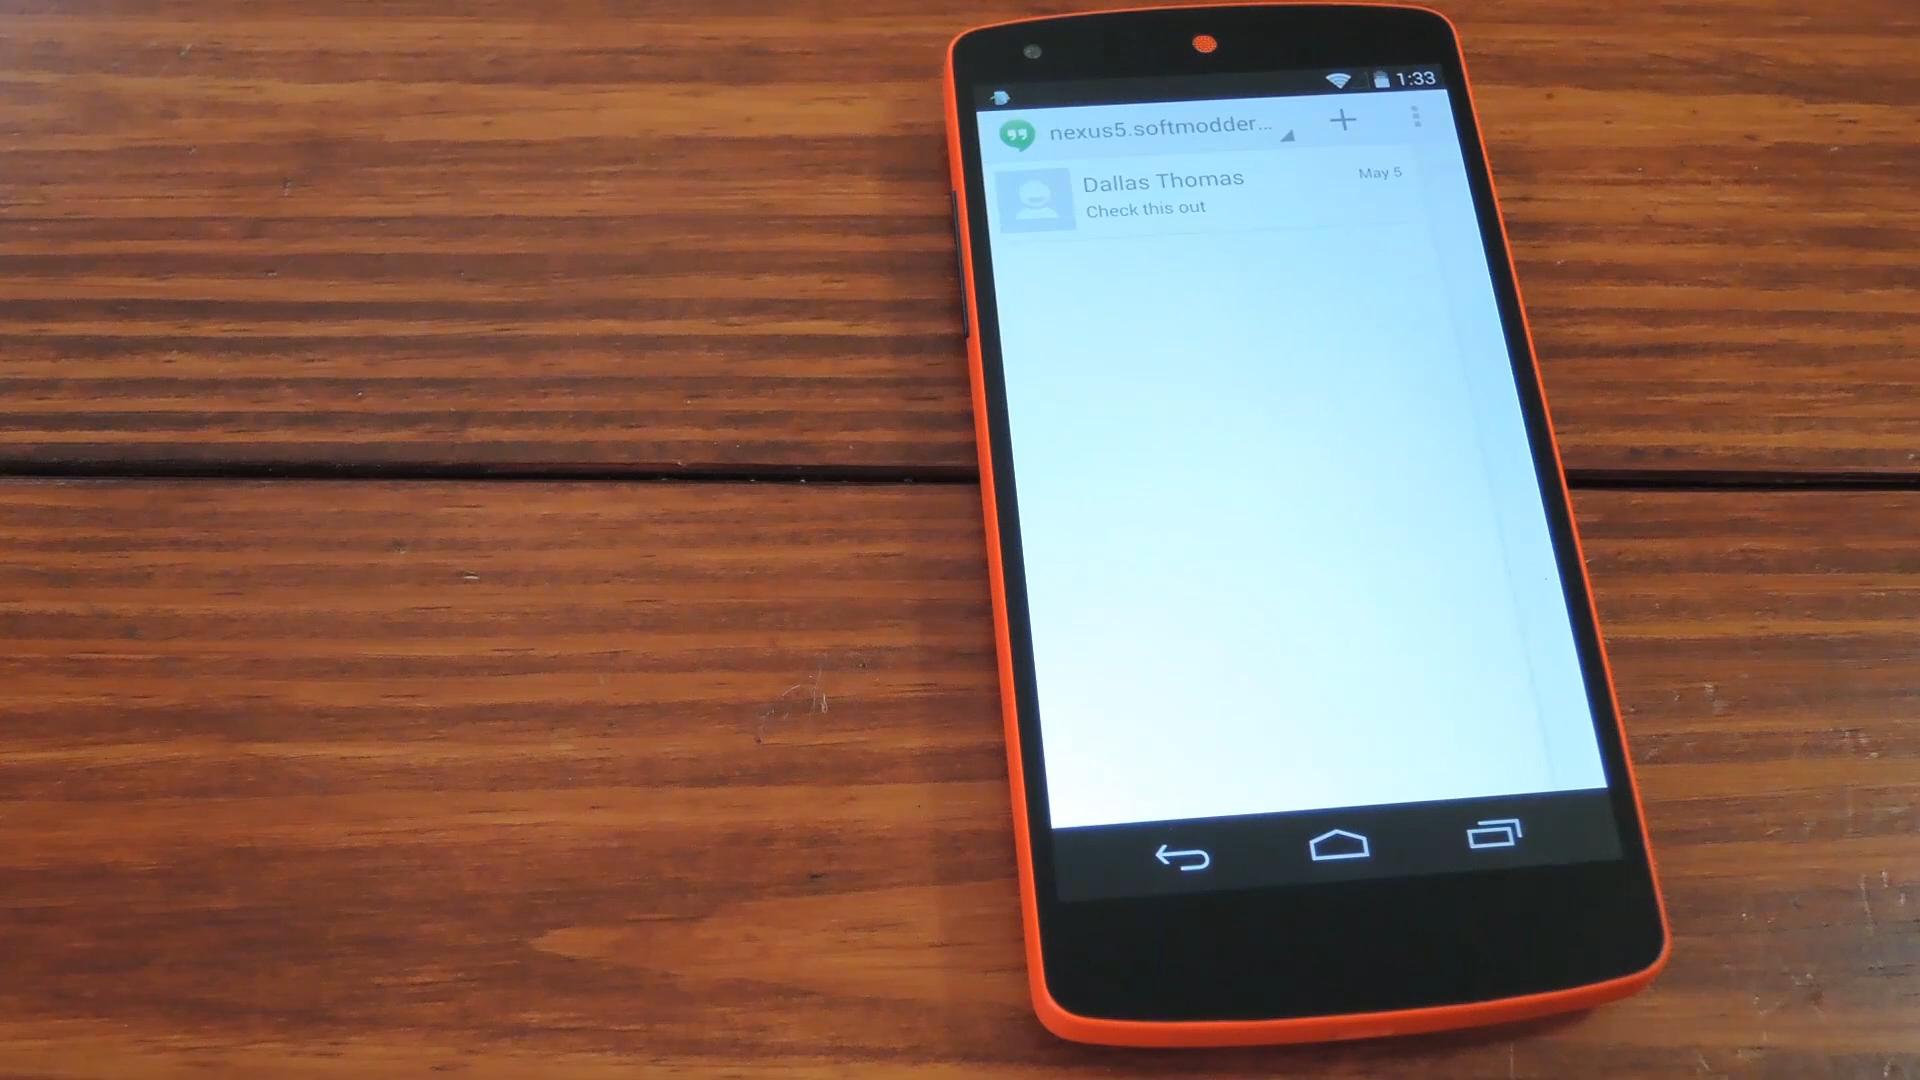 1:33
nexus5.softmodder...
Dallas Thomas
May 5
Check this out